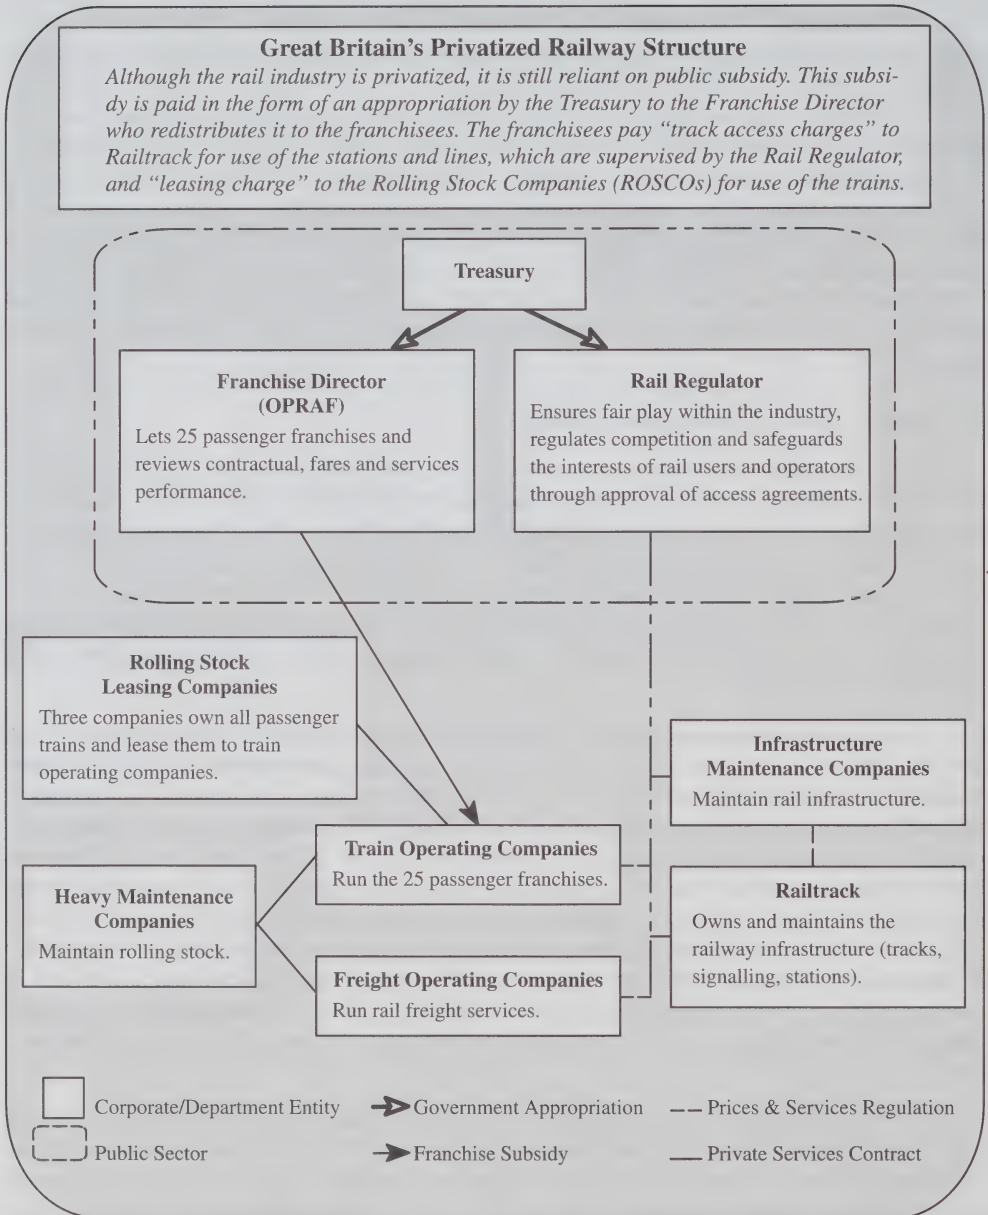 Great Britain's Privatized Railway Structure
Although the rail industry is privatized, it is still reliant on public subsidy. This subsi-
dy is paid in the form of an appropriation by the Treasury to the Franchise Director
who redistributes it to the franchisees. The franchisees pay “track access charges” to
Railtrack for use of the stations and lines, which are supervised by the Rail Regulator,
and “leasing charge” to the Rolling Stock Companies (ROSCOs) for use of the trains.
Treasury
Franchise Director
(OPRAF)
Lets 25 passenger franchises and
reviews contractual, fares and services
performance.
Rail Regulator
Ensures fair play within the industry,
regulates competition and safeguards
the interests of rail users and operators
through approval of access agreements.
Rolling Stock
Leasing Companies
Three companies own all passenger
trains and lease them to train
operating companies.
Infrastructure
Maintenance Companies
Maintain rail infrastructure.
Train Operating Companies
Run the 25 passenger franchises.
Heavy Maintenance
Companies
Maintain rolling stock.
Railtrack
Owns and maintains the
railway infrastructure (tracks,
signalling, stations).
Freight Operating Companies
Run rail freight services.
Corporate/Department Entity
Government Appropriation
Prices & Services Regulation
Public Sector
Franchise Subsidy
Private Services Contract